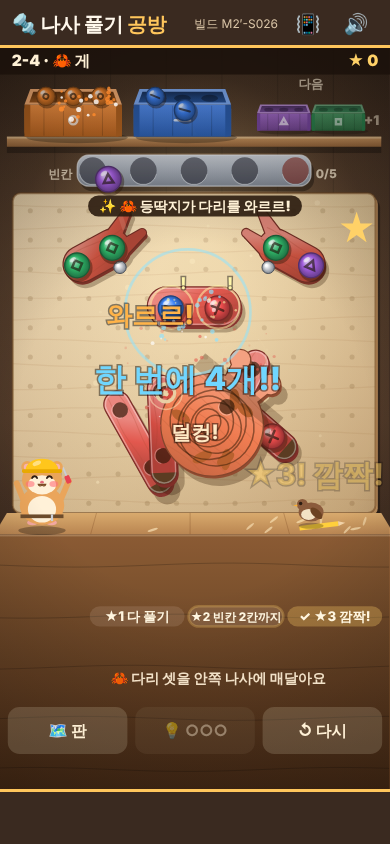 나사 풀기 공방
빌드 M2′-S026
2-4 · 게
★ 0
다음
+1
빈칸
0/5
둥딱지가 다리를 와르르!
와르르!
한 번에 4개!!
덜컹!
★3! 깜짝!
★1 다 풀기
★2 빈칸 2칸까지
✓ ★3 깜짝!
다리 셋을 안쪽 나사에 매달아요
판
다시